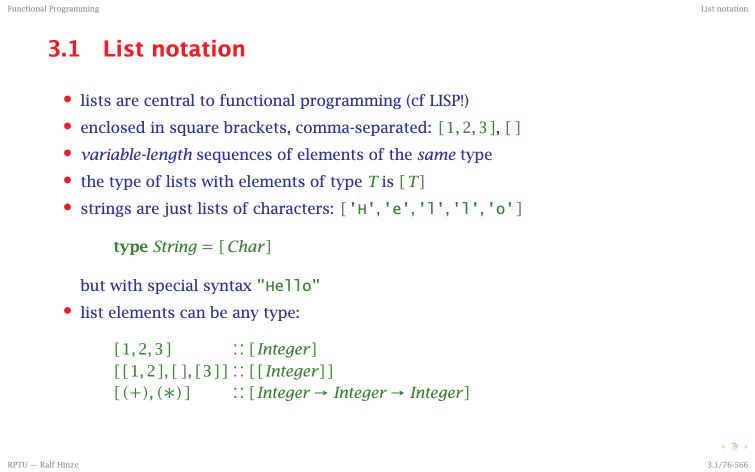 Functional Programming
List notation
3.1 List notation
• lists are central to functional programming (cf LISP!)
• enclosed in square brackets, comma-separated: [1,2,3], []
• variable-length sequences of elements of the same type
• the type of lists with elements of type T is [T]
• strings are just lists of characters: ['H','e','l','l','o']
type String = [Char]
but with special syntax "Hello"
• list elements can be any type:
[1,2,3] :: [Integer]
[[1,2],[],[3]] :: [[Integer]]
[(+),(∗)] :: [Integer → Integer → Integer]
RPTU — Ralf Hinze
3.1/76-566